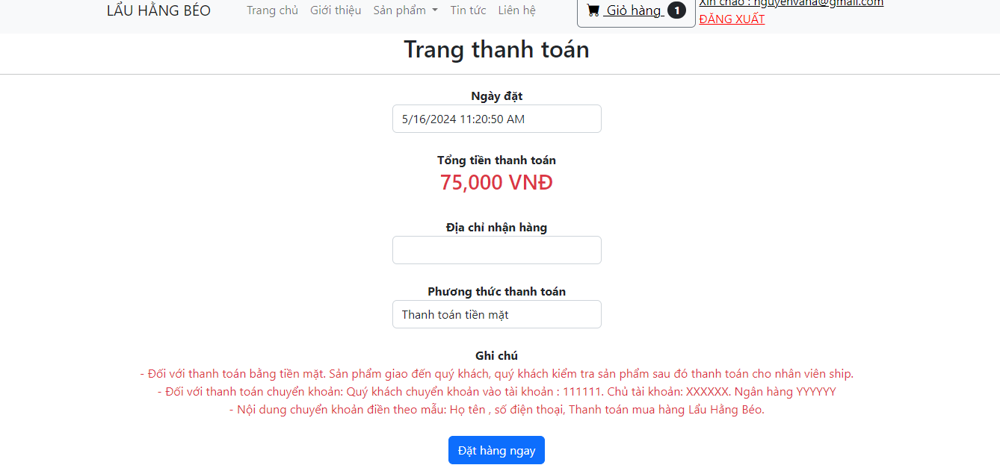 LẨU HẰNG BÉO Trang chủ Giới thiệu Sản phẩm Tin tức Liên hệ Giỏ hàng 1 Xin chào : nguyenvana@gmail.com
ĐĂNG XUẤT
Trang thanh toán
Ngày đặt
5/16/2024 11:20:50 AM
Tổng tiền thanh toán
75,000 VNĐ
Địa chỉ nhận hàng
Phương thức thanh toán
Thanh toán tiền mặt
Ghi chú
- Đối với thanh toán bằng tiền mặt. Sản phẩm giao đến quý khách, quý khách kiểm tra sản phẩm sau đó thanh toán cho nhân viên ship.
- Đối với thanh toán chuyển khoản: Quý khách chuyển khoản vào tài khoản : 111111. Chủ tài khoản: XXXXXX. Ngân hàng YYYYYY
- Nội dung chuyển khoản điền theo mẫu: Họ tên , số điện thoại, Thanh toán mua hàng Lẩu Hằng Béo.
Đặt hàng ngay